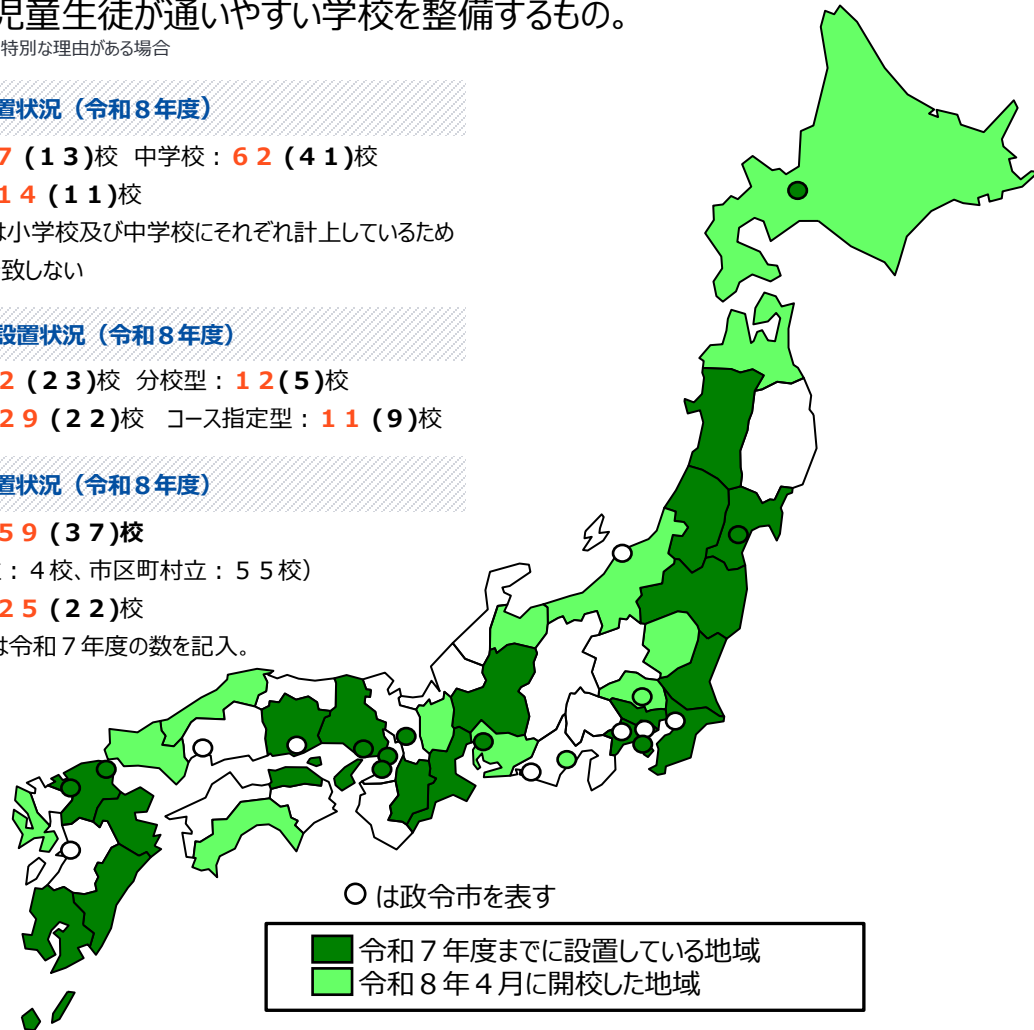 児童生徒が通いやすい学校を整備するもの。
特別な理由がある場合
置状況（令和８年度）
７（１３)校 中学校：６２（４１)校
１４（１１)校
は小学校及び中学校にそれぞれ計上しているため
致しない
設置状況（令和８年度）
２（２３)校 分校型：１２(５)校
２９（２２)校 コース指定型：１１（９)校
置状況（令和８年度）
５９（３７)校
：４校、市区町村立：５５校）
２５（２２)校
は令和７年度の数を記入。
は政令市を表す
令和７年度までに設置している地域
令和８年４月に開校した地域